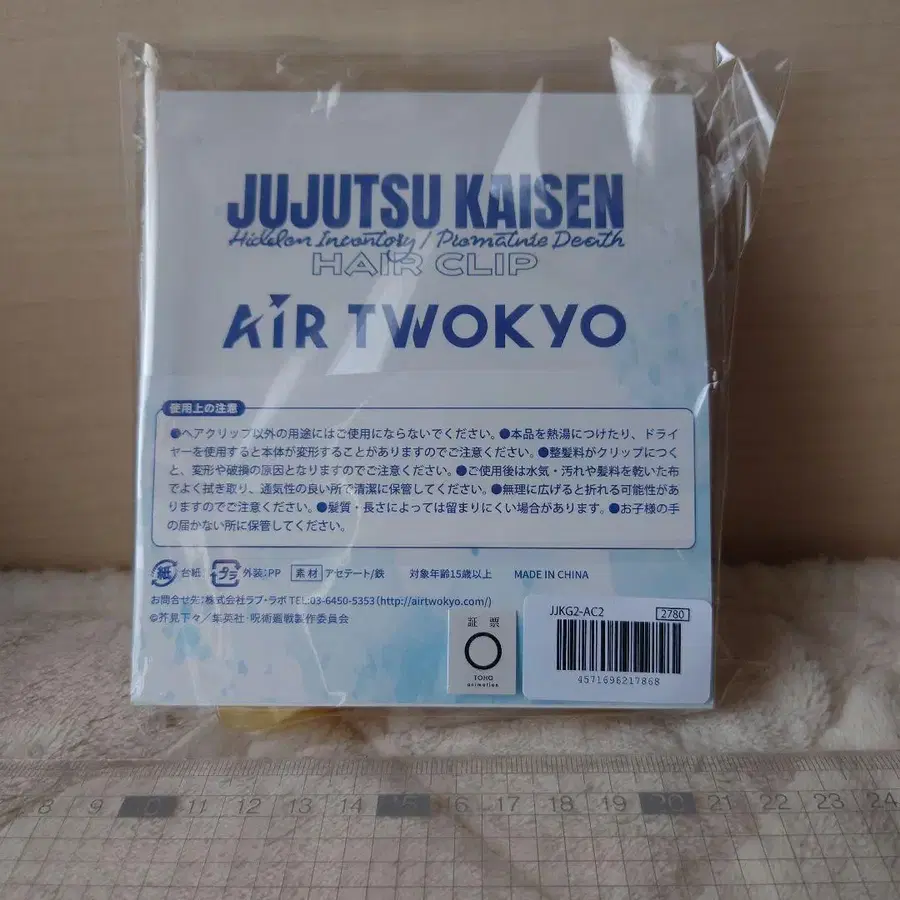 JUJUTSU KAISEN
Hidden Inventory / Premature Death
HAIR CLIP
AIR TWOKYO
使用上の注意
●ヘアクリップ以外の用途にはご使用にならないでください。●本品を熱湯につけたり、ドライ
ヤーを使用すると本体が変形することがありますのでご注意ください。●整髪料がクリップにつく
と、変形や破損の原因となりますのでご注意ください。●ご使用後は水気・汚れや髪料を乾いた布
でよく拭き取り、通気性の良い所で清潔に保管してください。●無理に広げると折れる可能性があ
りますのでご注意ください。●髪質・長さによっては留まりにくい場合があります。●お子様の手
の届かない所に保管してください。
紙 台紙 プラ 外装:PP 素材 アセテート/鉄 対象年齢15歳以上 MADE IN CHINA
お問合せ先:株式会社ラブ・ラボ TEL:03-6450-5353(http://airtwokyo.com/)
©芥見下々/集英社・呪術廻戦製作委員会
証票
TOHO
animation
JJKG2-AC2 2780
4571696217868
8 9 10 11 12 13 14 15 16 17 18 19 20 21 22 23 24